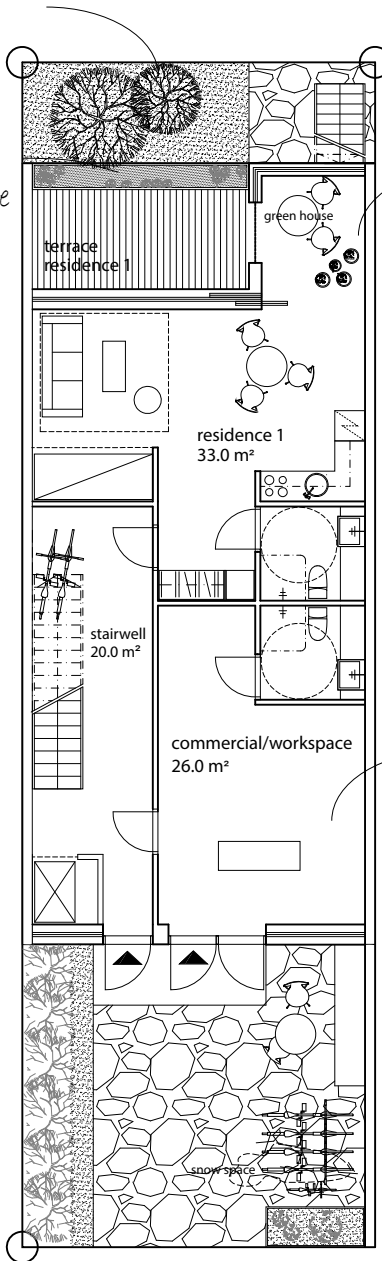 green house
terrace
residence 1
residence 1
33.0 m²
stairwell
20.0 m²
commercial/workspace
26.0 m²
snow space